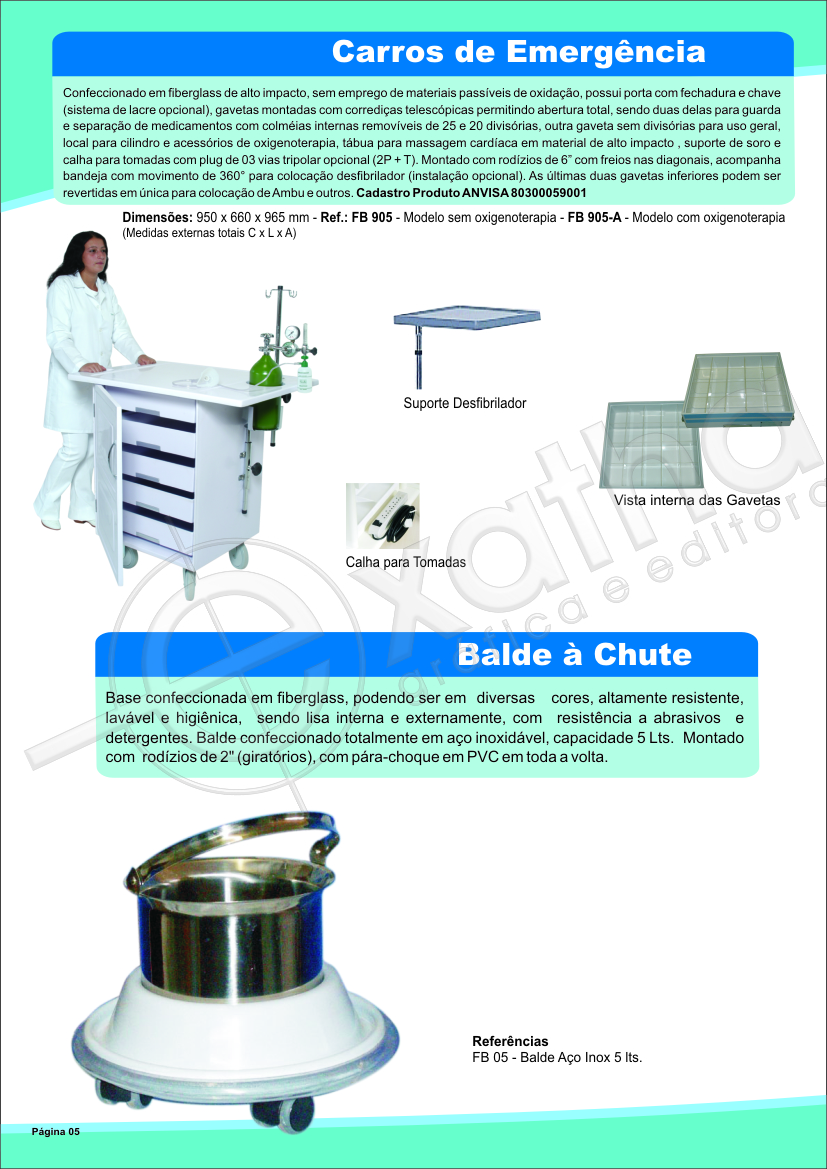 Carros de Emergência
Confeccionado em fiberglass de alto impacto, sem emprego de materiais passíveis de oxidação, possui porta com fechadura e chave
(sistema de lacre opcional), gavetas montadas com corrediças telescópicas permitindo abertura total, sendo duas delas para guarda
e separação de medicamentos com colméias internas removíveis de 25 e 20 divisórias, outra gaveta sem divisórias para uso geral,
local para cilindro e acessórios de oxigenoterapia, tábua para massagem cardíaca em material de alto impacto , suporte de soro e
calha para tomadas com plug de 03 vias tripolar opcional (2P + T). Montado com rodízios de 6” com freios nas diagonais, acompanha
bandeja com movimento de 360° para colocação desfibrilador (instalação opcional). As últimas duas gavetas inferiores podem ser
revertidas em única para colocação de Ambu e outros. Cadastro Produto ANVISA 80300059001
Dimensões: 950 x 660 x 965 mm - Ref.: FB 905 - Modelo sem oxigenoterapia - FB 905-A - Modelo com oxigenoterapia
(Medidas externas totais C x L x A)
Suporte Desfibrilador
Vista interna das Gavetas
Calha para Tomadas
exatha
gráfica e editora
Balde à Chute
Base confeccionada em fiberglass, podendo ser em diversas cores, altamente resistente,
lavável e higiênica, sendo lisa interna e externamente, com resistência a abrasivos e
detergentes. Balde confeccionado totalmente em aço inoxidável, capacidade 5 Lts. Montado
com rodízios de 2" (giratórios), com pára-choque em PVC em toda a volta.
Referências
FB 05 - Balde Aço Inox 5 lts.
Página 05